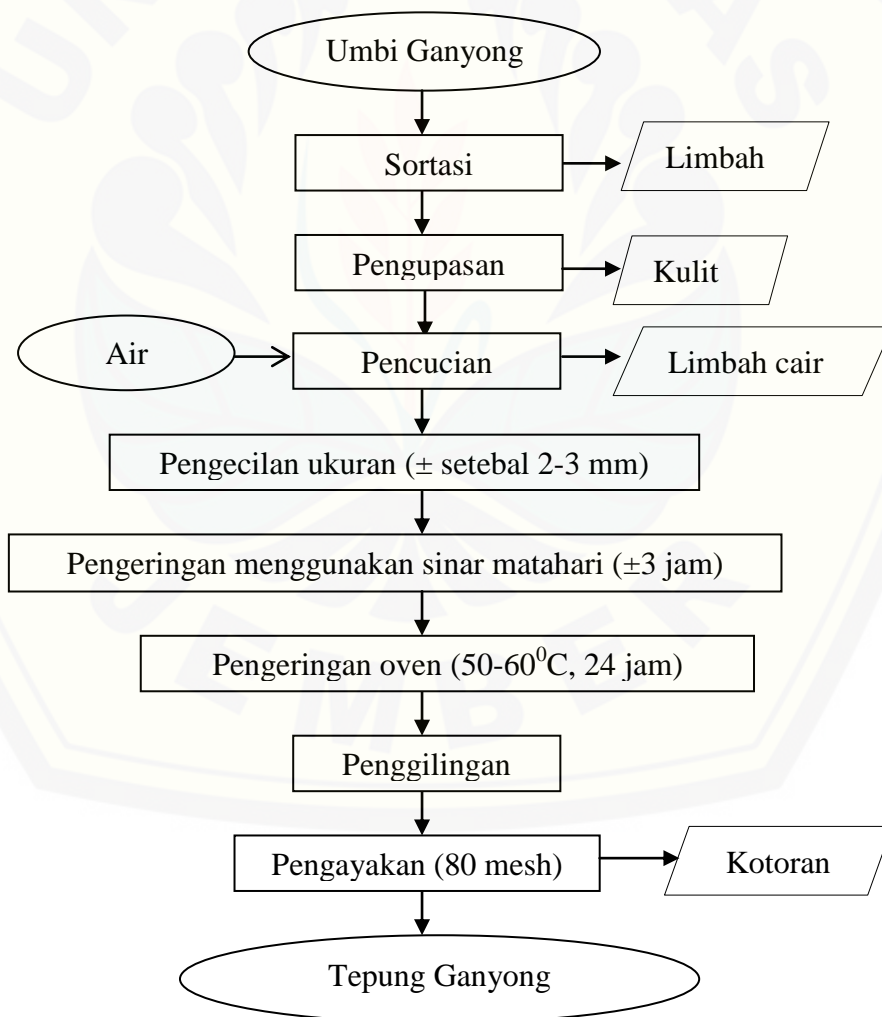 Umbi Ganyong
Sortasi
Limbah
Pengupasan
Kulit
Air
Pencucian
Limbah cair
Pengecilan ukuran (± setebal 2-3 mm)
Pengeringan menggunakan sinar matahari (±3 jam)
Pengeringan oven (50-60⁰C, 24 jam)
Penggilingan
Pengayakan (80 mesh)
Kotoran
Tepung Ganyong
JEMBER